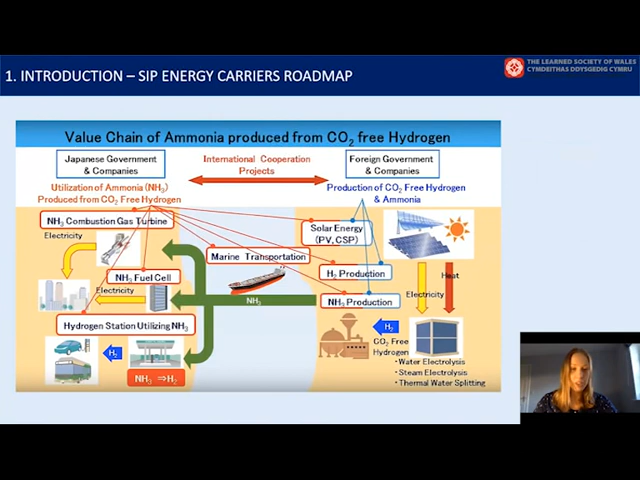 1. INTRODUCTION – SIP ENERGY CARRIERS ROADMAP
THE LEARNED SOCIETY OF WALES
CYMDEITHAS DDYSGEDIG CYMRU
Value Chain of Ammonia produced from CO2 free Hydrogen
Japanese Government
& Companies
International Cooperation
Projects
Foreign Government
& Companies
Utilization of Ammonia (NH3)
Produced from CO2 Free Hydrogen
Production of CO2 Free Hydrogen
& Ammonia
NH3 Combustion Gas Turbine
Electricity
Solar Energy
(PV, CSP)
Marine Transportation
NH3 Fuel Cell
H2 Production
Heat
Electricity
NH3
NH3 Production
Electricity
Hydrogen Station Utilizing NH3
H2
CO2 Free
Hydrogen
H2
NH3 ⇒H2
・Water Electrolysis
・Steam Electrolysis
・Thermal Water Splitting